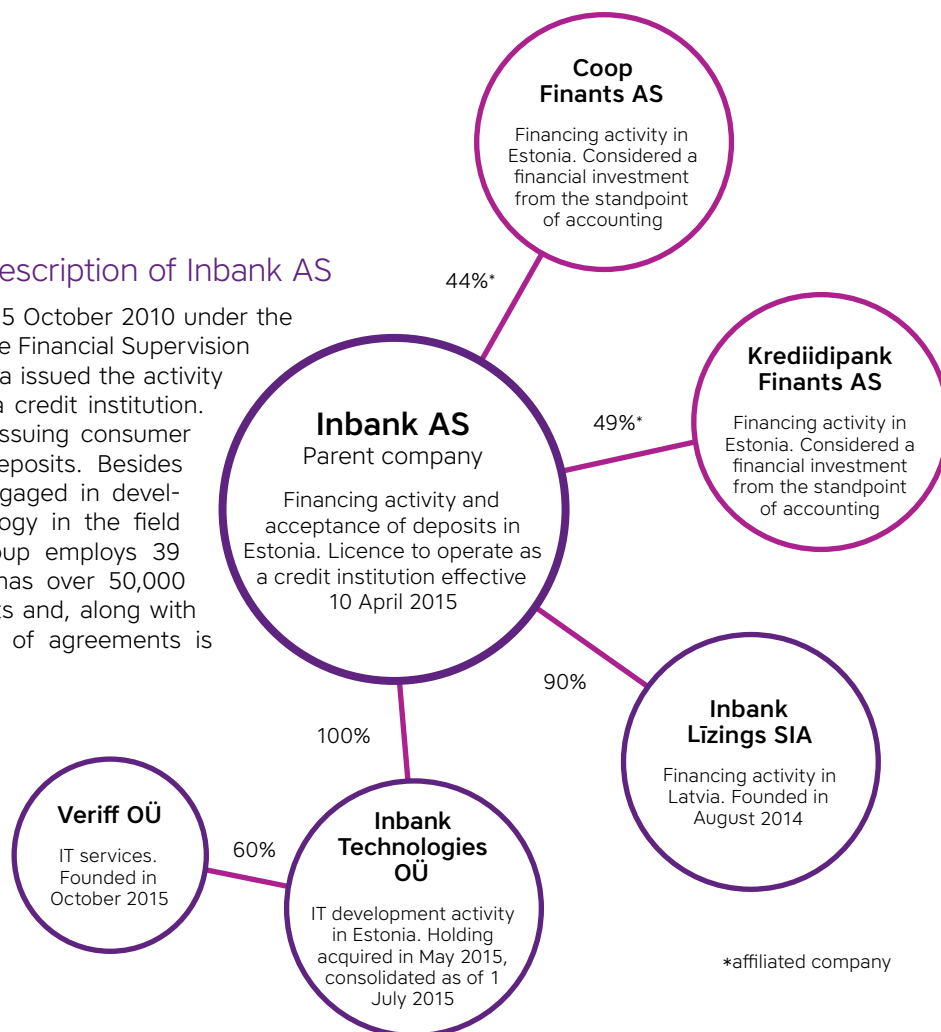 Coop
Finants AS
Financing activity in
Estonia. Considered a
financial investment
from the standpoint
of accounting
escription of Inbank AS
44%*
5 October 2010 under the
e Financial Supervision
a issued the activity
a credit institution.
ssuing consumer
eposits. Besides
gaged in devel-
ogy in the field
oup employs 39
has over 50,000
ts and, along with
of agreements is
Krediidipank
Finants AS
Financing activity in
Estonia. Considered a
financial investment
from the standpoint
of accounting
49%*
Inbank AS
Parent company
Financing activity and
acceptance of deposits in
Estonia. Licence to operate as
a credit institution effective
10 April 2015
90%
Inbank
Līzings SIA
Financing activity in
Latvia. Founded in
August 2014
100%
Veriff OÜ
IT services.
Founded in
October 2015
60%
Inbank
Technologies
OÜ
IT development activity
in Estonia. Holding
acquired in May 2015,
consolidated as of 1
July 2015
*affiliated company